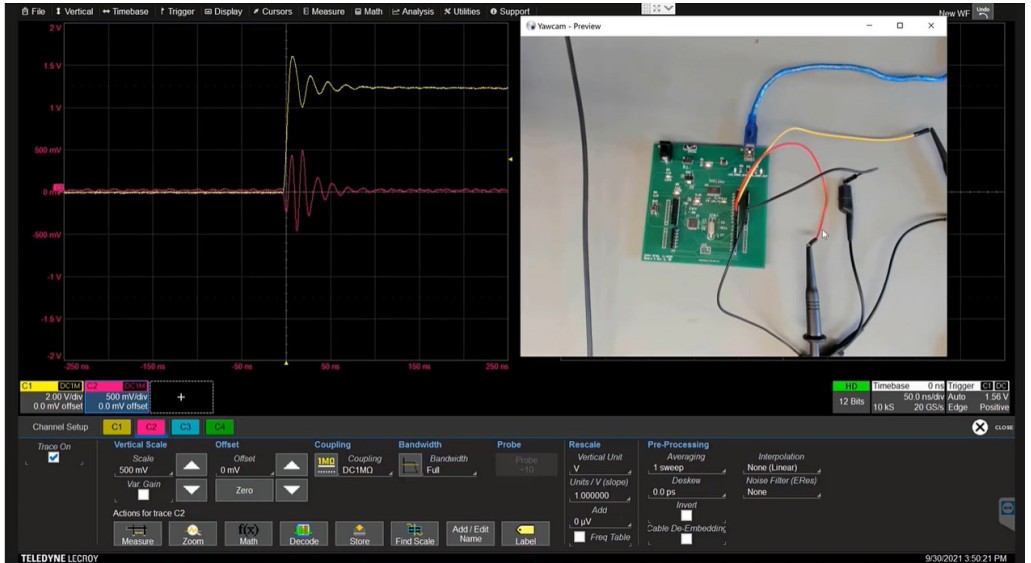 File Vertical Timebase Trigger Display Cursors Measure Math Analysis Utilities Support
New WF Undo
Yawcam - Preview
2 V
1.5 V
1 V
500 mV
0 mV
-500 mV
-1 V
-1.5 V
-2 V
-250 ns -150 ns -50 ns 50 ns 150 ns 250 ns
C1 DC1M
2.00 V/div
0.0 mV offset
C2 DC1M
500 mV/div
0.0 mV offset
+
HD
12 Bits
Timebase 0 ns
50.0 ns/div
10 kS 20 GS/s
Trigger C1 DC
Auto 1.56 V
Edge Positive
Channel Setup C1 C2 C3 C4
CLOSE
Trace On
Vertical Scale
Scale
500 mV
Var. Gain
Offset
Offset
0 mV
Zero
Coupling
1MΩ Coupling
DC1MΩ
Bandwidth
Bandwidth
Full
Probe
Probe
÷10
Rescale
Vertical Unit
V
Units / V (slope)
1.000000
Add
0 µV
Freq Table
Pre-Processing
Averaging
1 sweep
Deskew
0.0 ps
Invert
Cable De-Embedding
Interpolation
None (Linear)
Noise Filter (ERes)
None
Actions for trace C2
Measure
Zoom
f(x)
Math
Decode
Store
Find Scale
Add / Edit
Name
Label
TELEDYNE LECROY
9/30/2021 3:50:21 PM